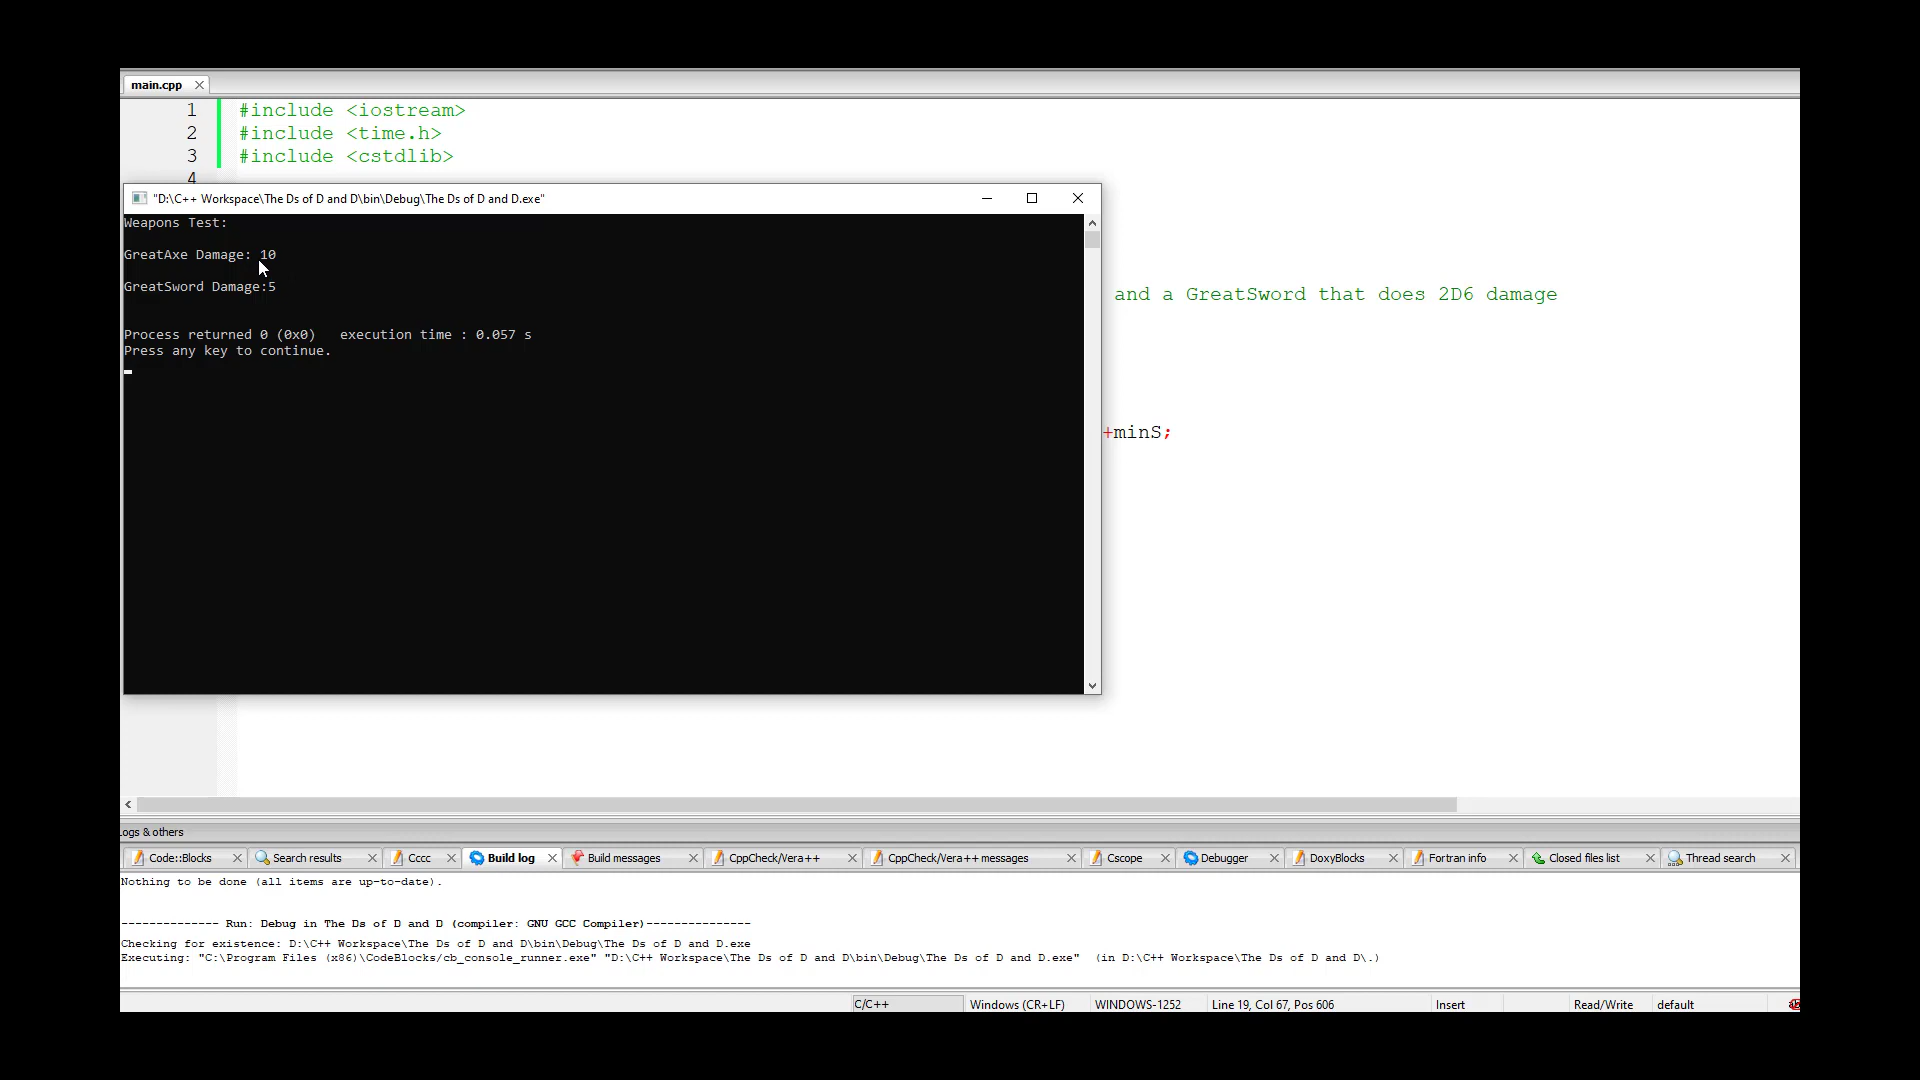 main.cpp
1 #include <iostream>
2 #include <time.h>
3 #include <cstdlib>
4
"D:\C++ Workspace\The Ds of D and D\bin\Debug\The Ds of D and D.exe"
Weapons Test:
GreatAxe Damage: 10
GreatSword Damage:5
and a GreatSword that does 2D6 damage
Process returned 0 (0x0)   execution time : 0.057 s
Press any key to continue.
+minS;
Logs & others
Code::Blocks Search results Cccc Build log Build messages CppCheck/Vera++ CppCheck/Vera++ messages Cscope Debugger DoxyBlocks Fortran info Closed files list Thread search
Nothing to be done (all items are up-to-date).
-------------- Run: Debug in The Ds of D and D (compiler: GNU GCC Compiler)---------------
Checking for existence: D:\C++ Workspace\The Ds of D and D\bin\Debug\The Ds of D and D.exe
Executing: "C:\Program Files (x86)\CodeBlocks/cb_console_runner.exe" "D:\C++ Workspace\The Ds of D and D\bin\Debug\The Ds of D and D.exe"  (in D:\C++ Workspace\The Ds of D and D\.)
C/C++ Windows (CR+LF) WINDOWS-1252 Line 19, Col 67, Pos 606 Insert Read/Write default